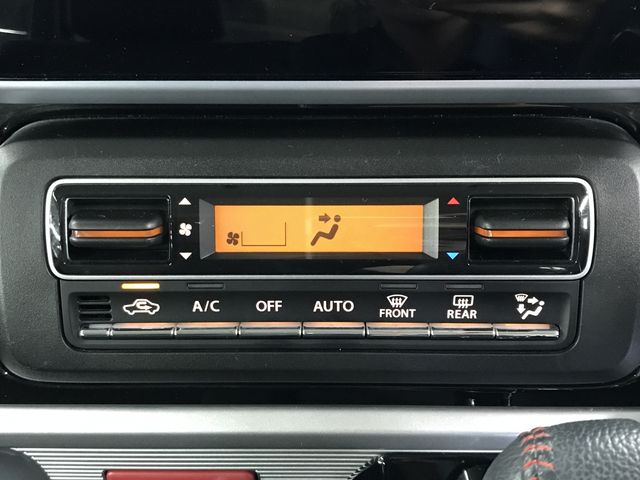 A/C OFF AUTO FRONT REAR